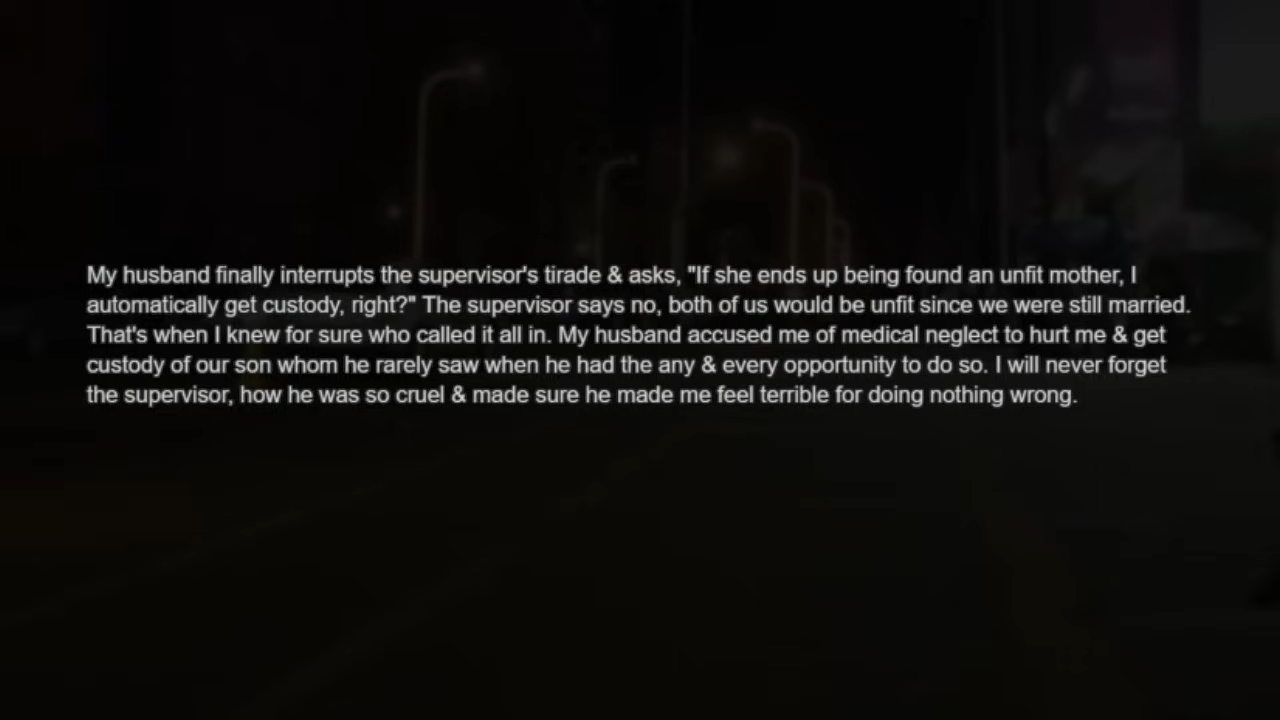 My husband finally interrupts the supervisor's tirade & asks, "If she ends up being found an unfit mother, I
automatically get custody, right?" The supervisor says no, both of us would be unfit since we were still married.
That's when I knew for sure who called it all in. My husband accused me of medical neglect to hurt me & get
custody of our son whom he rarely saw when he had the any & every opportunity to do so. I will never forget
the supervisor, how he was so cruel & made sure he made me feel terrible for doing nothing wrong.